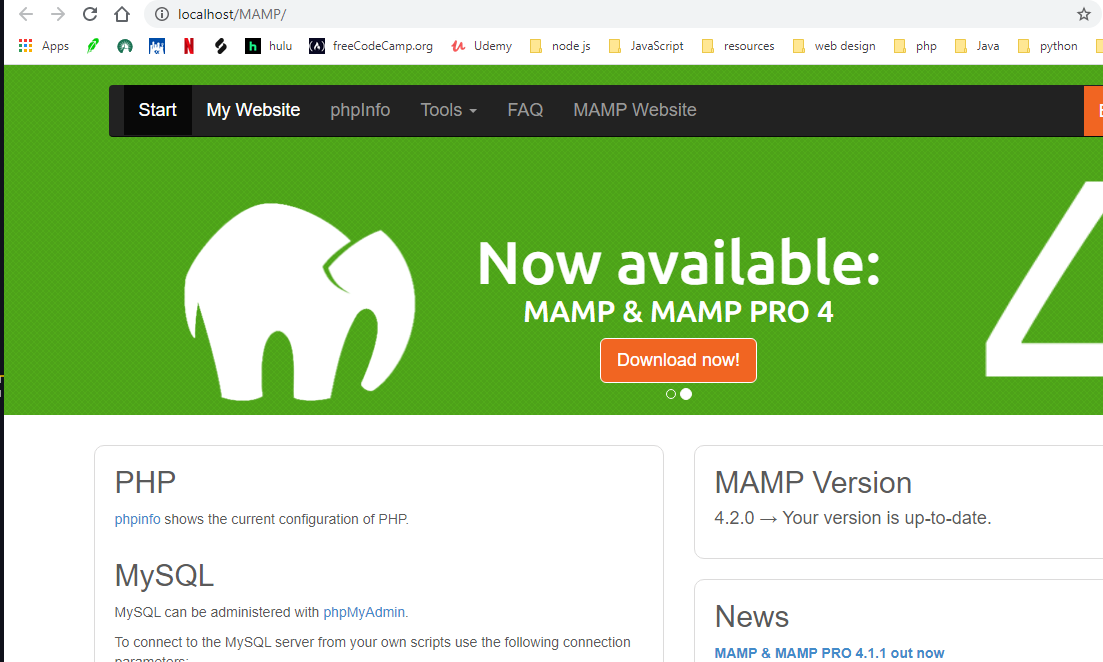 localhost/MAMP/
Apps
hulu
freeCodeCamp.org
Udemy
node js
JavaScript
resources
web design
php
Java
python
Start
My Website
phpInfo
Tools
FAQ
MAMP Website
Now available:
MAMP & MAMP PRO 4
Download now!
4
PHP
phpinfo shows the current configuration of PHP.
MySQL
MySQL can be administered with phpMyAdmin.
To connect to the MySQL server from your own scripts use the following connection
parameters:
MAMP Version
4.2.0 → Your version is up-to-date.
News
MAMP & MAMP PRO 4.1.1 out now